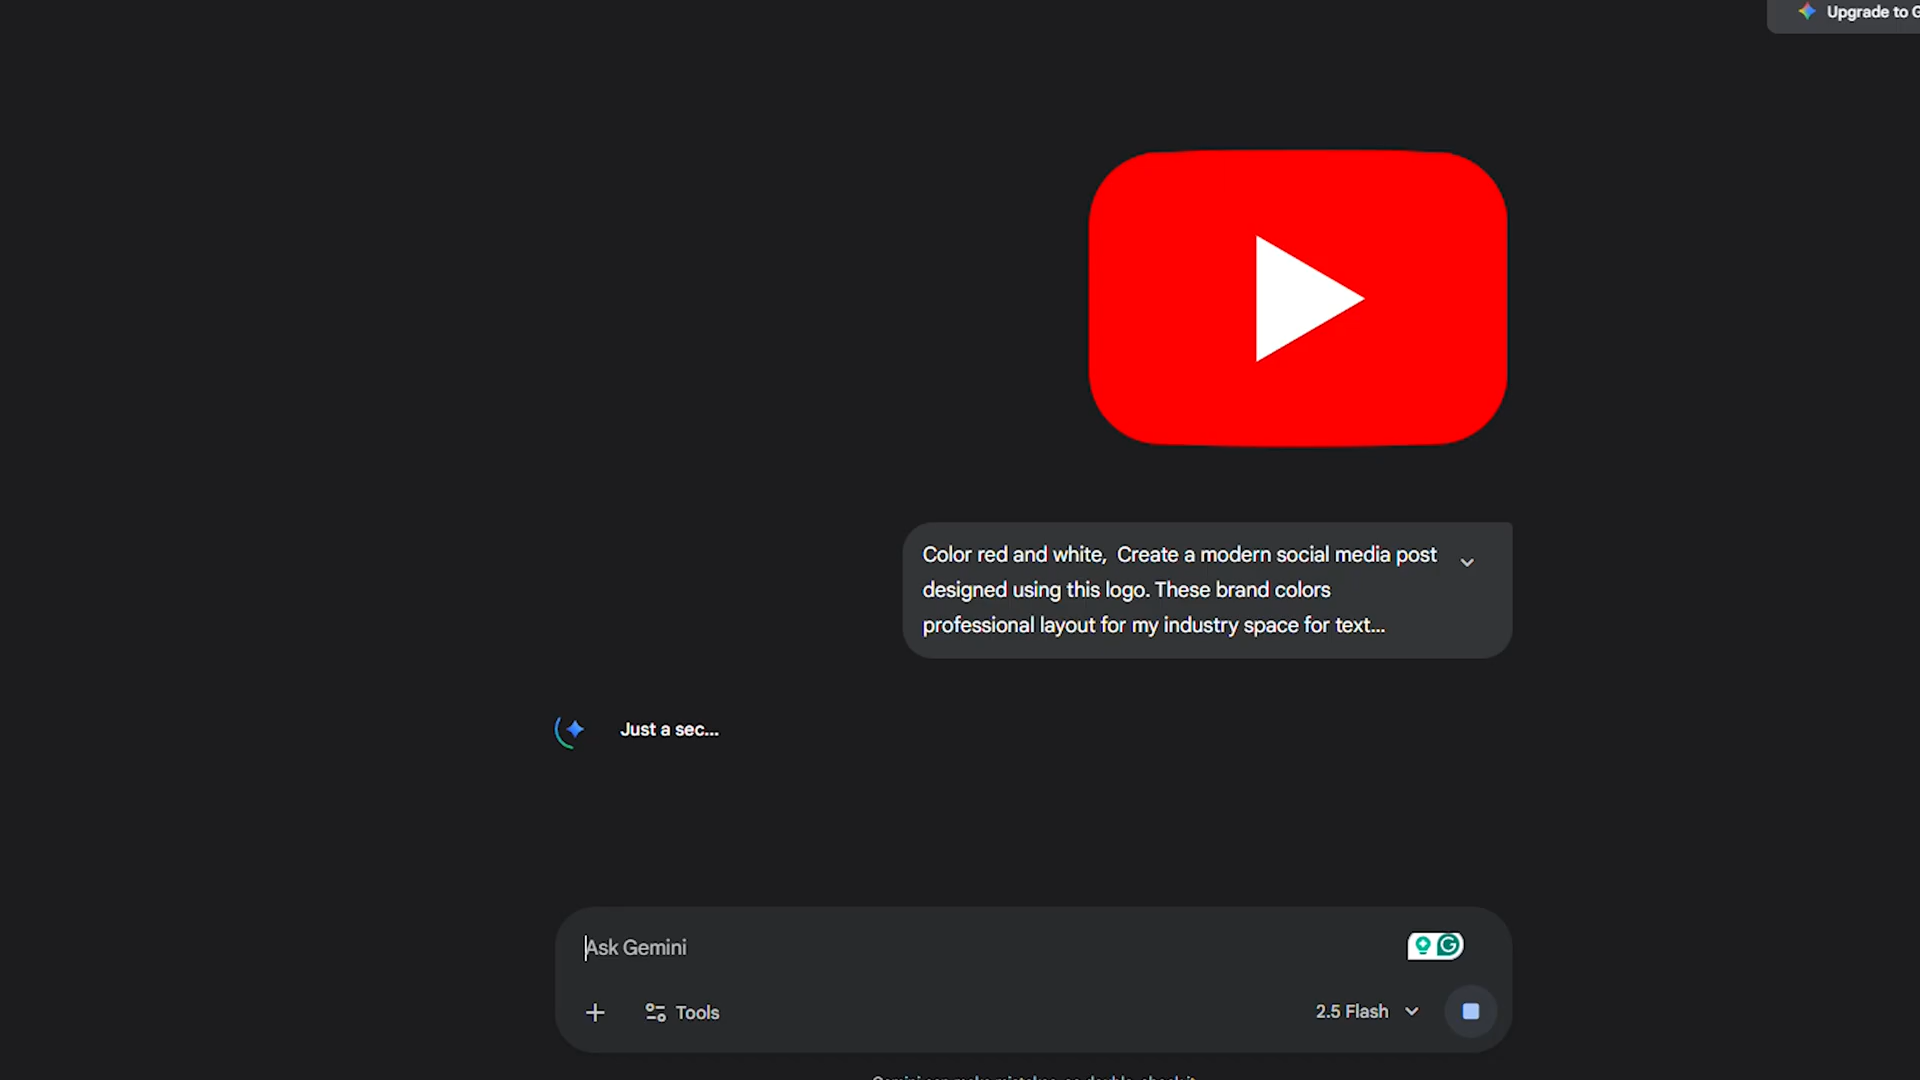 Upgrade to G
Color red and white,  Create a modern social media post
designed using this logo. These brand colors
professional layout for my industry space for text...
Just a sec...
Ask Gemini
Tools
2.5 Flash